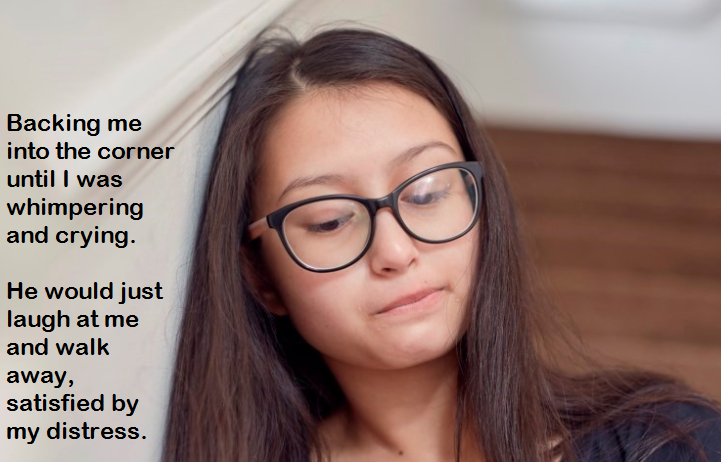 Backing me
into the corner
until I was
whimpering
and crying.
He would just
laugh at me
and walk
away,
satisfied by
my distress.